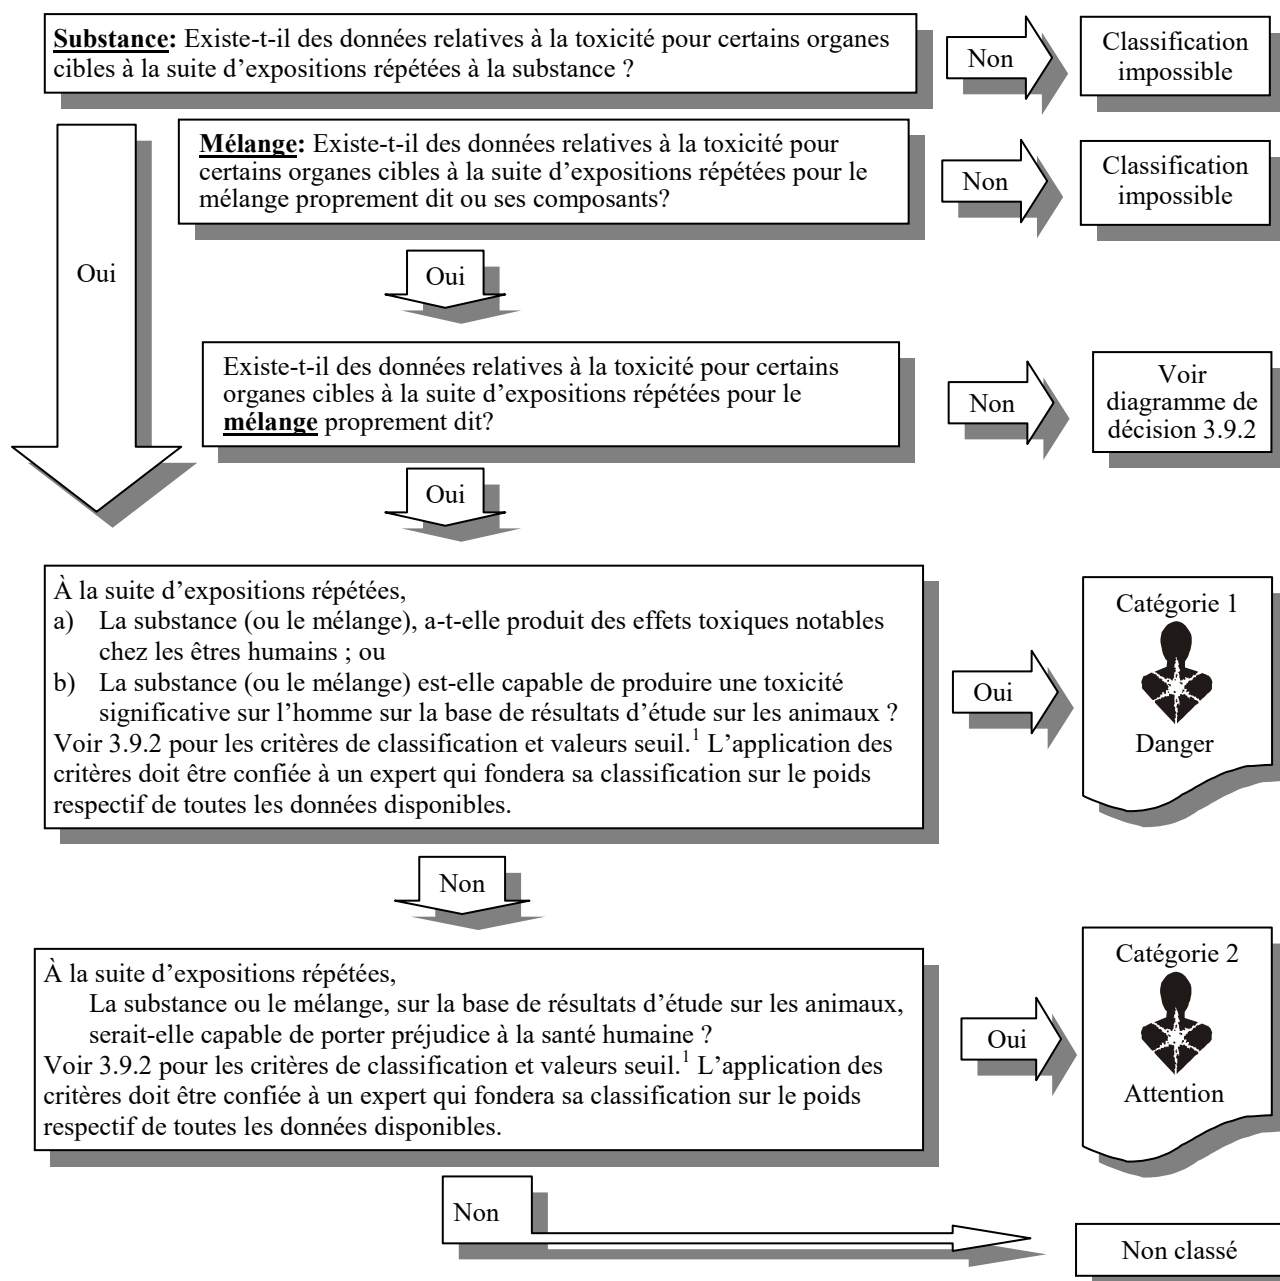 Substance: Existe-t-il des données relatives à la toxicité pour certains organes
cibles à la suite d’expositions répétées à la substance ?
Non
Classification
impossible
Mélange: Existe-t-il des données relatives à la toxicité pour
certains organes cibles à la suite d’expositions répétées pour le
mélange proprement dit ou ses composants?
Non
Classification
impossible
Oui
Oui
Existe-t-il des données relatives à la toxicité pour certains
organes cibles à la suite d’expositions répétées pour le
mélange proprement dit?
Non
Voir
diagramme de
décision 3.9.2
Oui
À la suite d’expositions répétées,
a) La substance (ou le mélange), a-t-elle produit des effets toxiques notables
chez les êtres humains ; ou
b) La substance (ou le mélange) est-elle capable de produire une toxicité
significative sur l’homme sur la base de résultats d’étude sur les animaux ?
Voir 3.9.2 pour les critères de classification et valeurs seuil.1 L’application des
critères doit être confiée à un expert qui fondera sa classification sur le poids
respectif de toutes les données disponibles.
Oui
Catégorie 1
Danger
Non
À la suite d’expositions répétées,
La substance ou le mélange, sur la base de résultats d’étude sur les animaux,
serait-elle capable de porter préjudice à la santé humaine ?
Voir 3.9.2 pour les critères de classification et valeurs seuil.1 L’application des
critères doit être confiée à un expert qui fondera sa classification sur le poids
respectif de toutes les données disponibles.
Oui
Catégorie 2
Attention
Non
Non classé